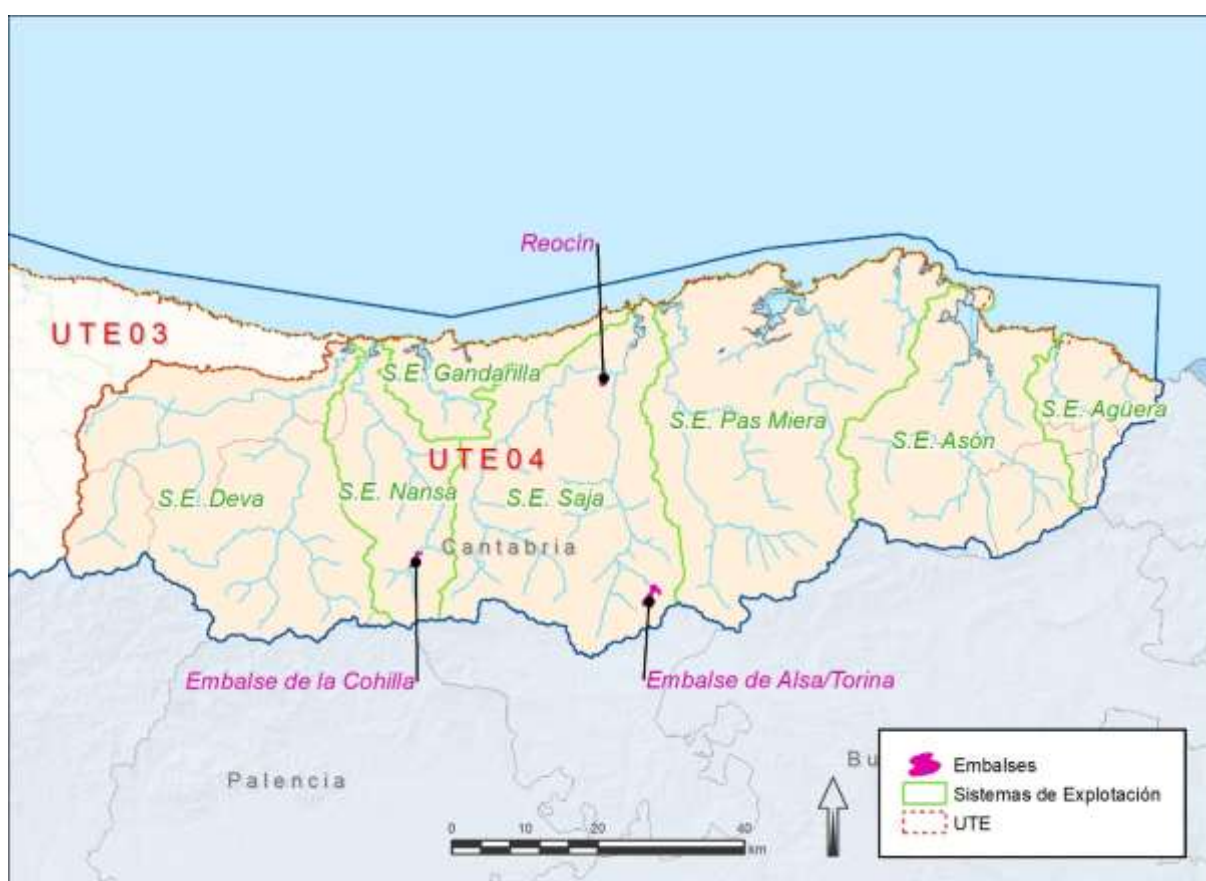 Reocín
UTE03
S.E. Gandarilla
S.E. Pas Miera
S.E. Agüera
S.E. Asón
UTE04
S.E. Deva
S.E. Nansa
S.E. Saja
Cantabria
Embalse de la Cohilla
Embalse de Alsa/Torina
Palencia
Bu
Embalses
Sistemas de Explotación
UTE
0 10 20 40
km